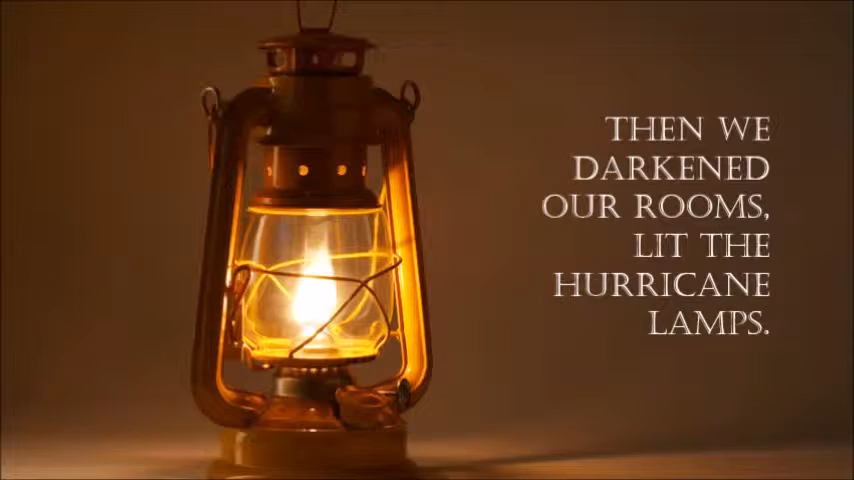 THEN WE
DARKENED
OUR ROOMS,
LIT THE
HURRICANE
LAMPS.